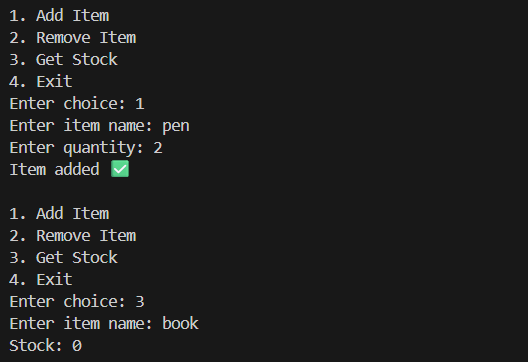 1. Add Item
2. Remove Item
3. Get Stock
4. Exit
Enter choice: 1
Enter item name: pen
Enter quantity: 2
Item added ✅
1. Add Item
2. Remove Item
3. Get Stock
4. Exit
Enter choice: 3
Enter item name: book
Stock: 0